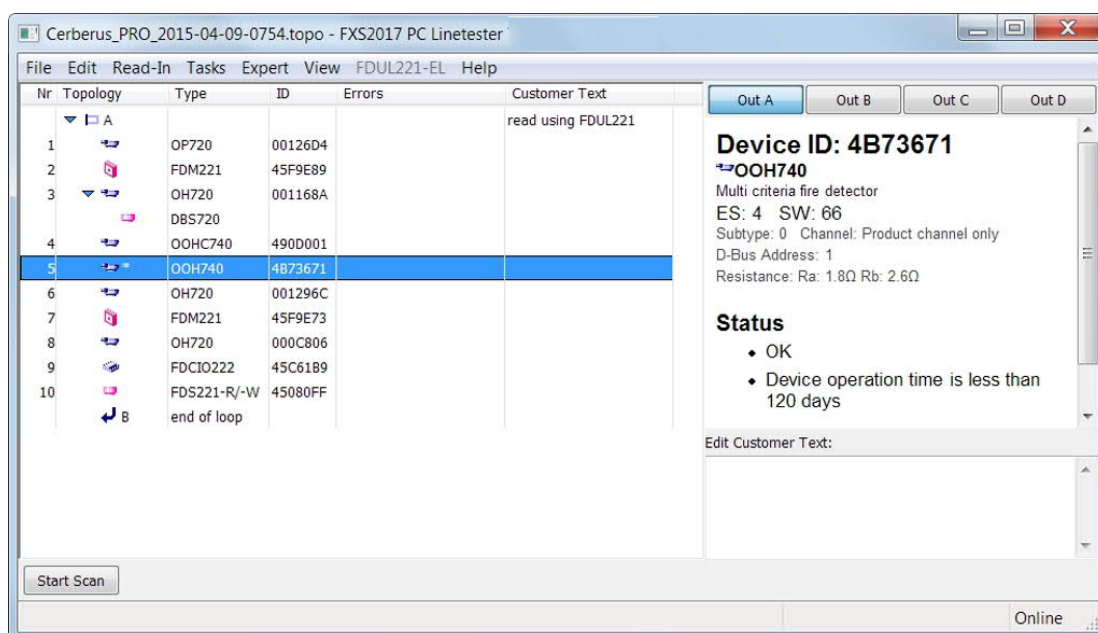 Cerberus_PRO_2015-04-09-0754.topo - FXS2017 PC Linetester
File Edit Read-In Tasks Expert View FDUL221-EL Help
Nr Topology Type ID Errors Customer Text
A read using FDUL221
1 OP720 00126D4
2 FDM221 45F9E89
3 OH720 001168A
DBS720
4 OOHC740 490D001
5 * OOH740 4B73671
6 OH720 001296C
7 FDM221 45F9E73
8 OH720 000C806
9 FDCIO222 45C61B9
10 FDS221-R/-W 45080FF
B end of loop
Out A Out B Out C Out D
Device ID: 4B73671
OOH740
Multi criteria fire detector
ES: 4 SW: 66
Subtype: 0 Channel: Product channel only
D-Bus Address: 1
Resistance: Ra: 1.8Ω Rb: 2.6Ω
Status
• OK
• Device operation time is less than
120 days
Edit Customer Text:
Start Scan
Online